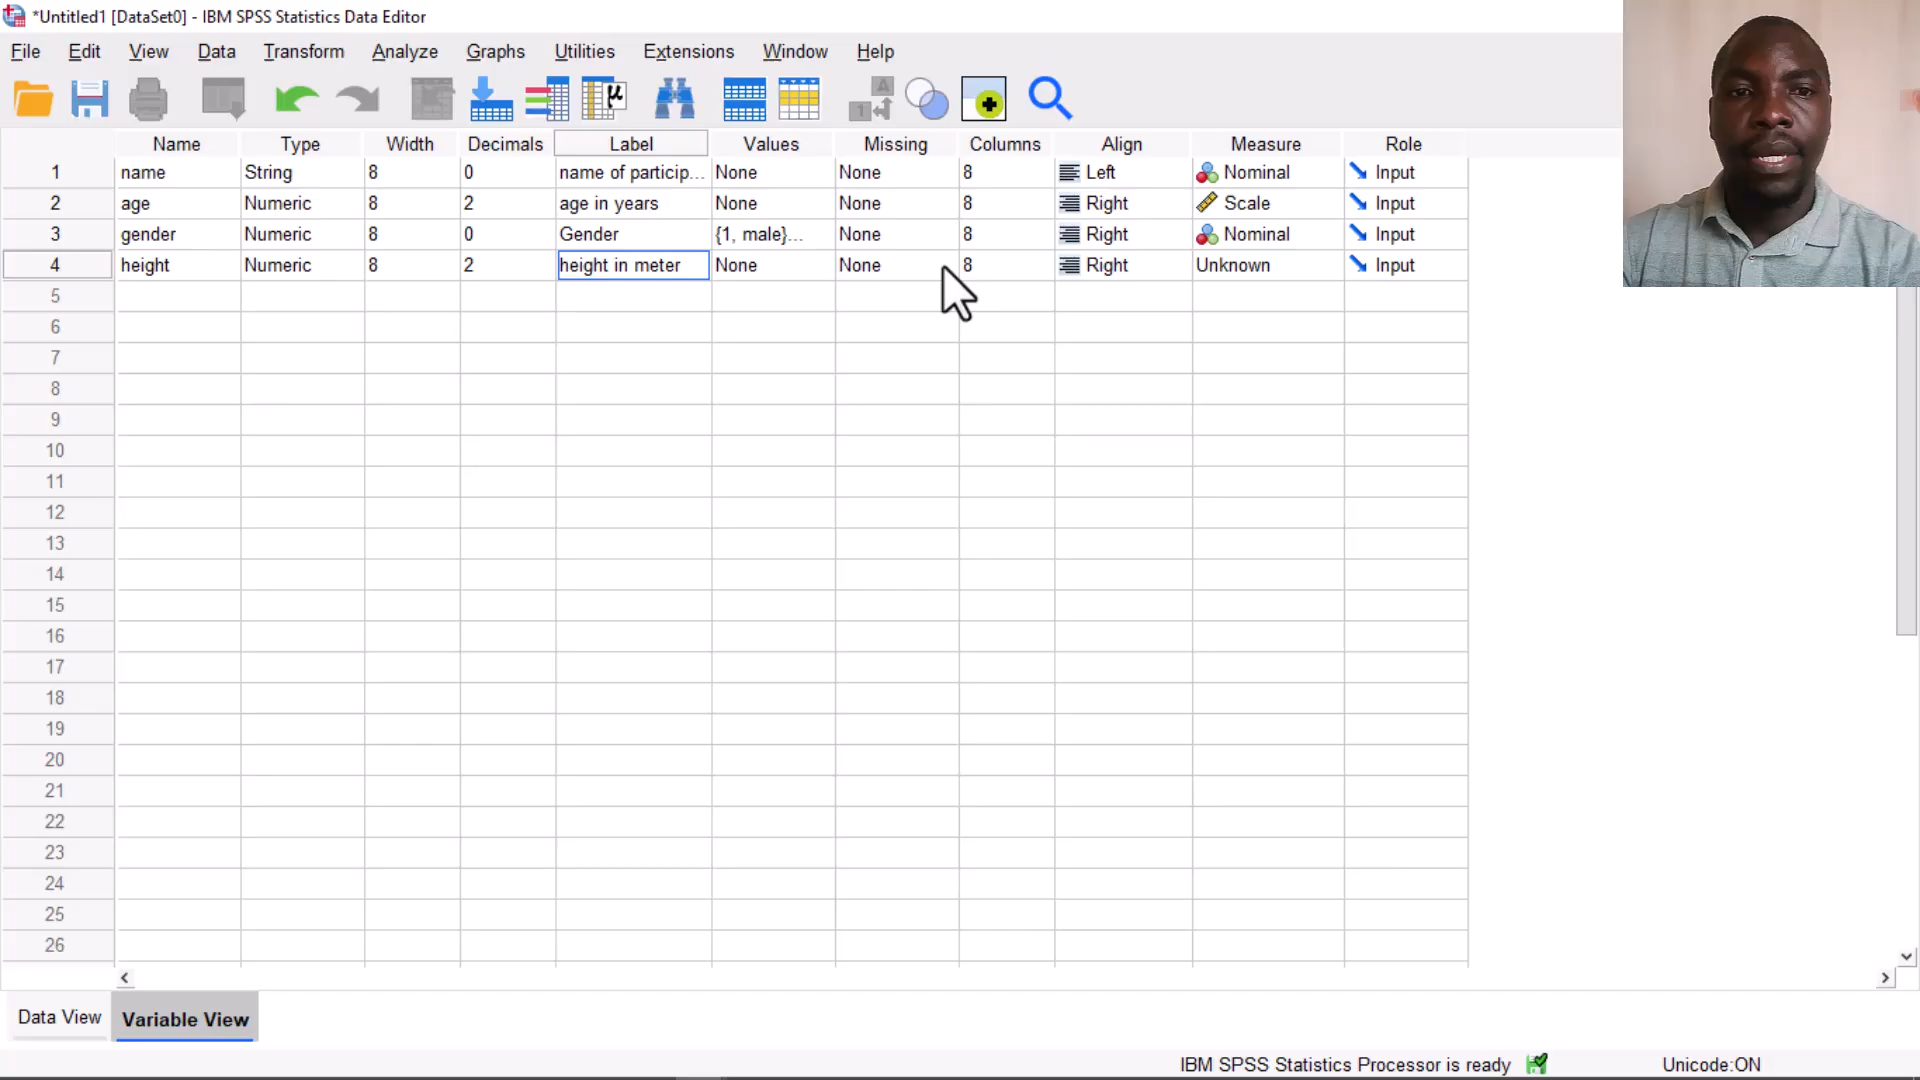 *Untitled1 [DataSet0] - IBM SPSS Statistics Data Editor
File Edit View Data Transform Analyze Graphs Utilities Extensions Window Help
Name Type Width Decimals Label Values Missing Columns Align Measure Role
1 name String 8 0 name of particip... None None 8 Left Nominal Input
2 age Numeric 8 2 age in years None None 8 Right Scale Input
3 gender Numeric 8 0 Gender {1, male}... None 8 Right Nominal Input
4 height Numeric 8 2 height in meter None None 8 Right Unknown Input
5
6
7
8
9
10
11
12
13
14
15
16
17
18
19
20
21
22
23
24
25
26
Data View Variable View
IBM SPSS Statistics Processor is ready Unicode:ON